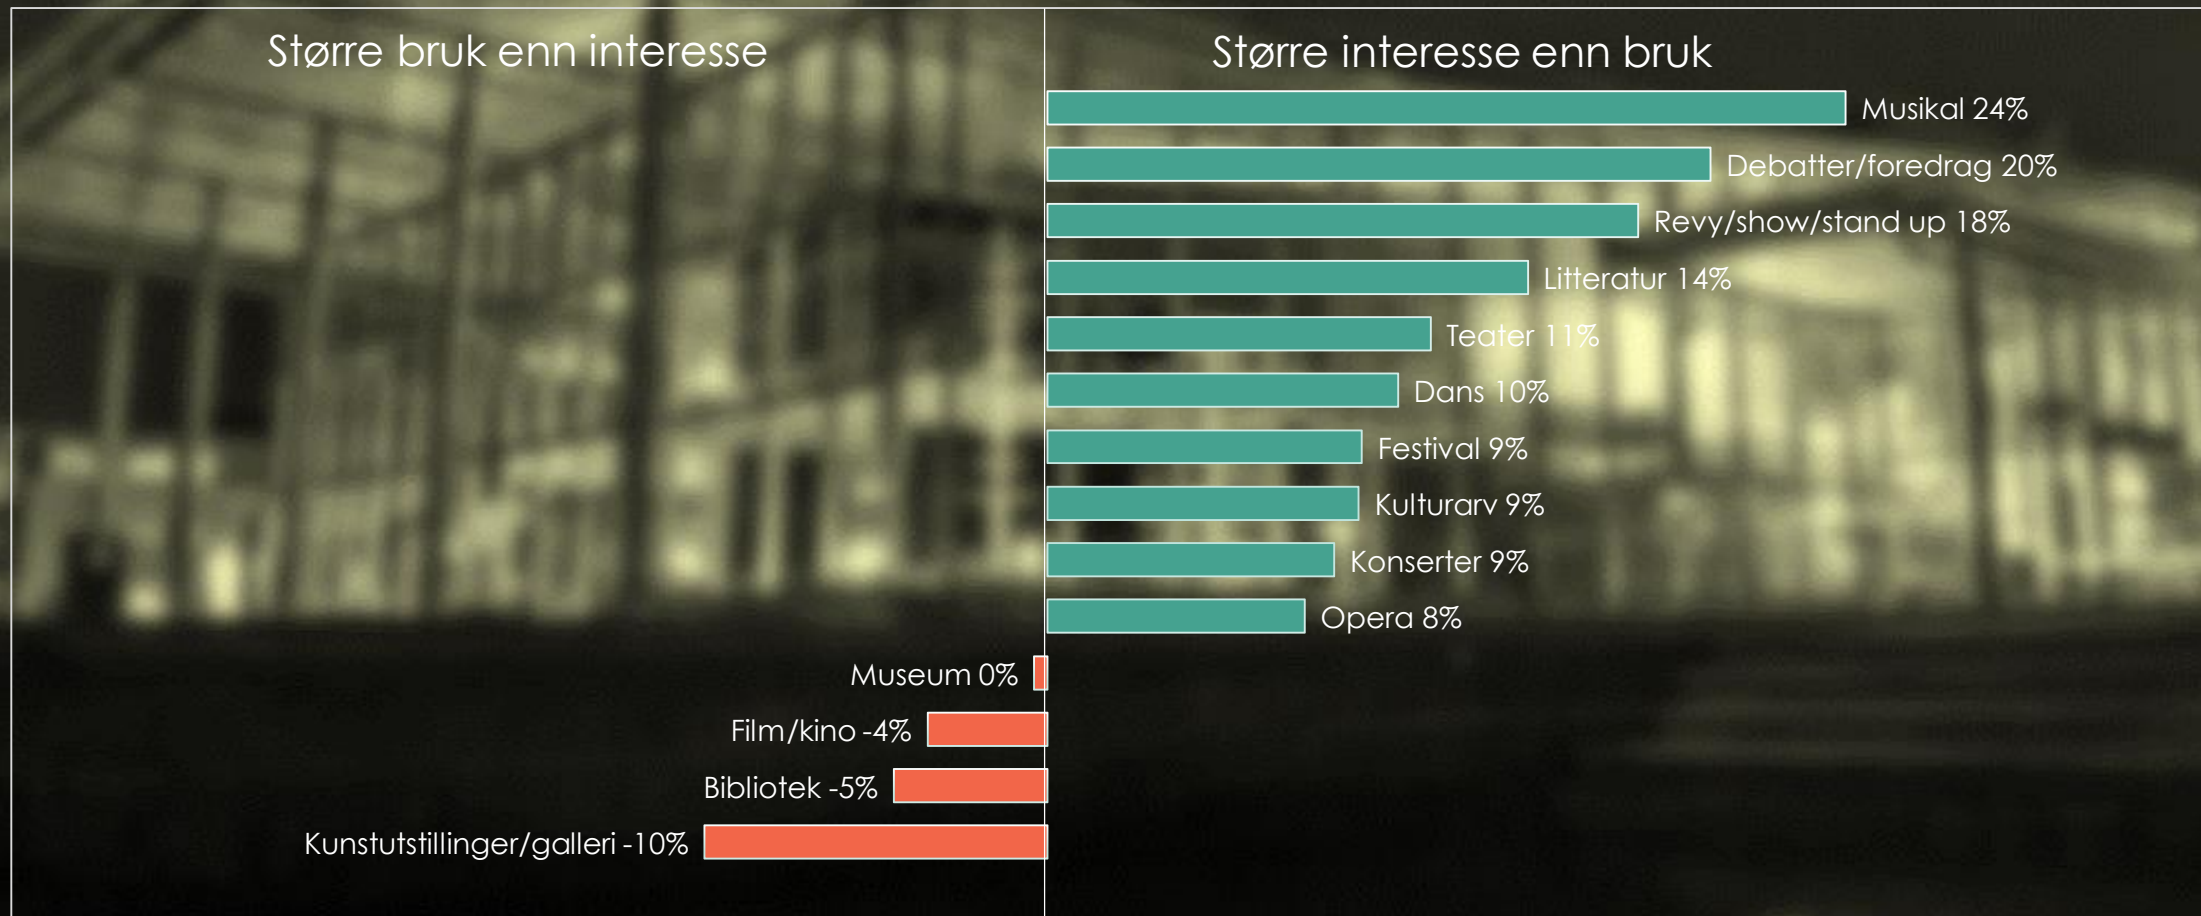 Større bruk enn interesse
Større interesse enn bruk
Musikal 24%
Debatter/foredrag 20%
Revy/show/stand up 18%
Litteratur 14%
Teater 11%
Dans 10%
Festival 9%
Kulturarv 9%
Konserter 9%
Opera 8%
Museum 0%
Film/kino -4%
Bibliotek -5%
Kunstutstillinger/galleri -10%